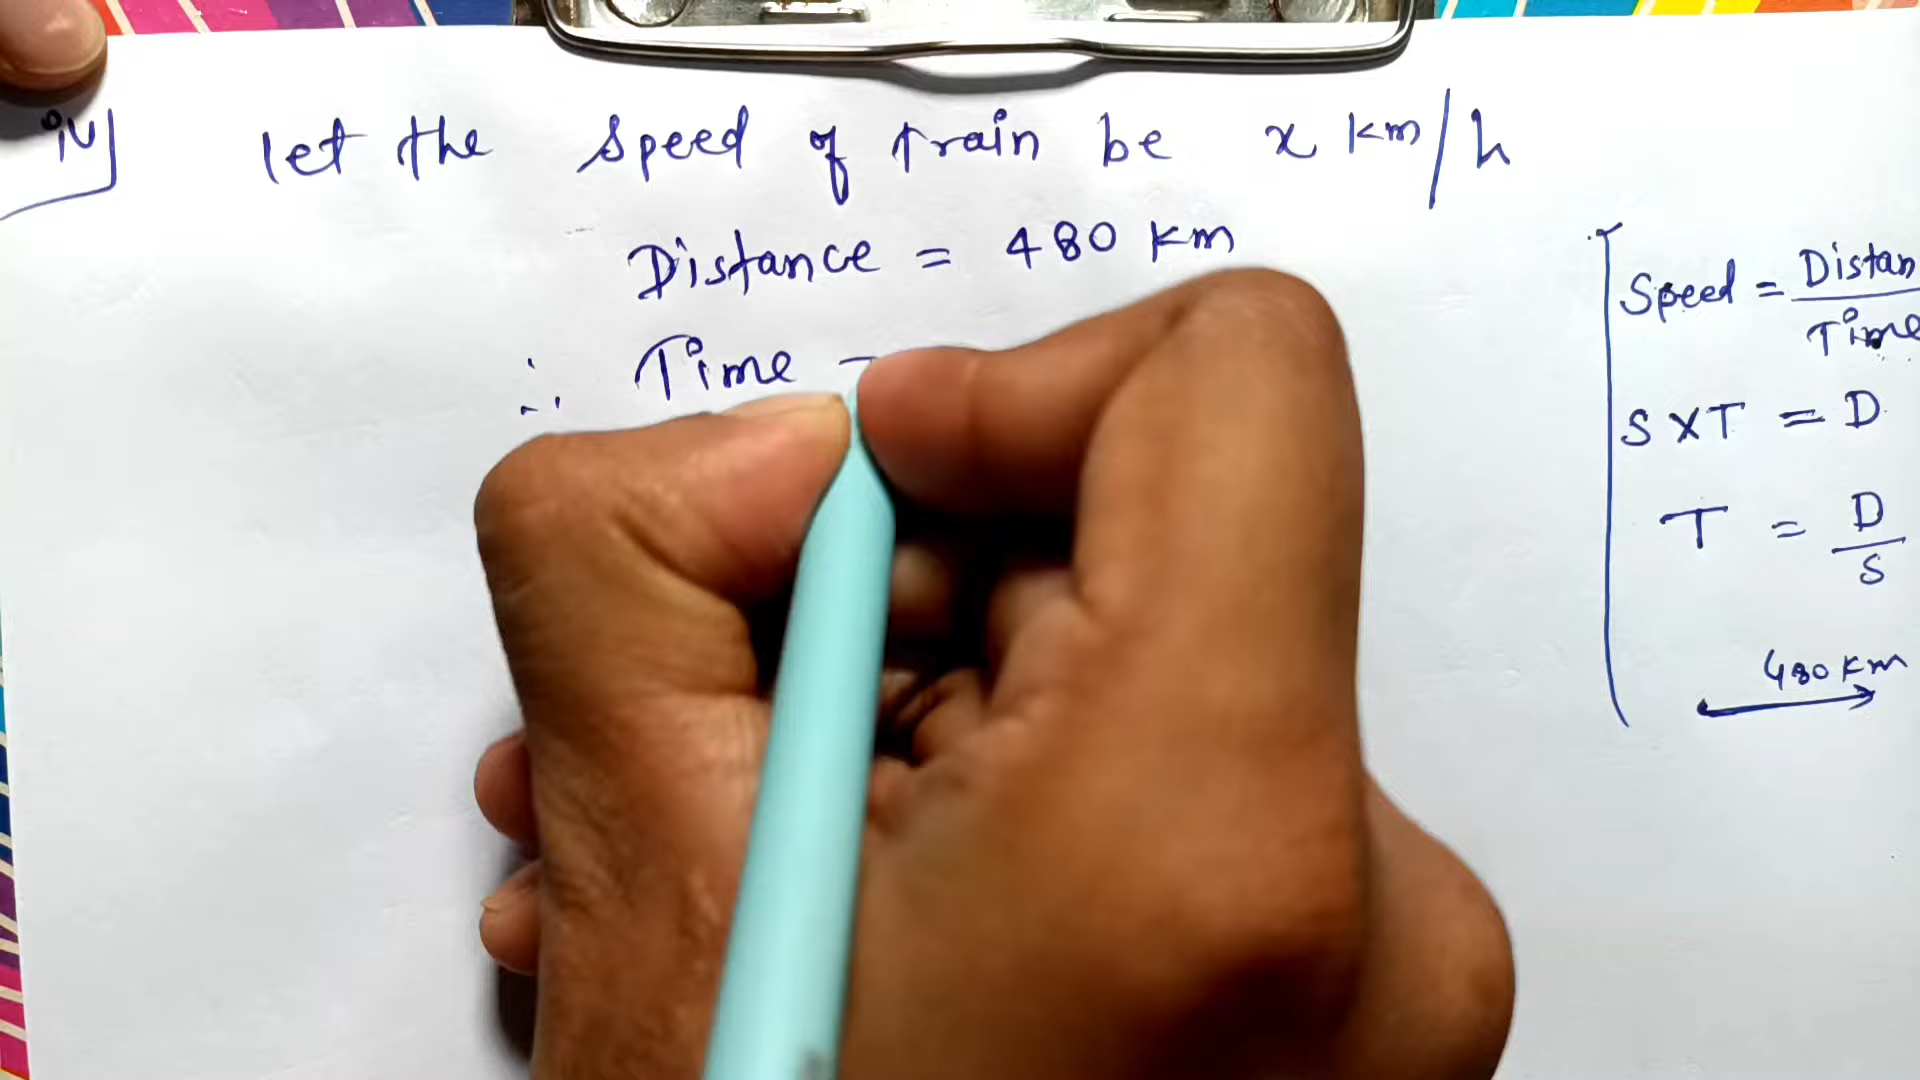 iv] let the speed of train be x km/h
Distance = 480 km
∴ Time
Speed = Distan
Time
S X T = D
T = D
S
480 km